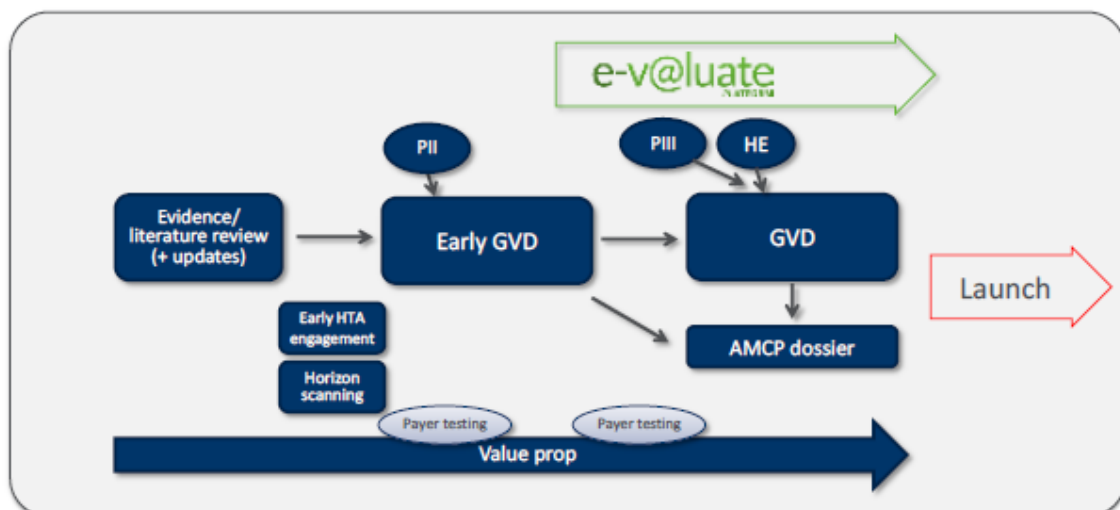 e-v@luate
PLATFORM
PII
PIII
HE
Evidence/
literature review
(+ updates)
Early GVD
GVD
Launch
Early HTA
engagement
AMCP dossier
Horizon
scanning
Payer testing
Payer testing
Value prop